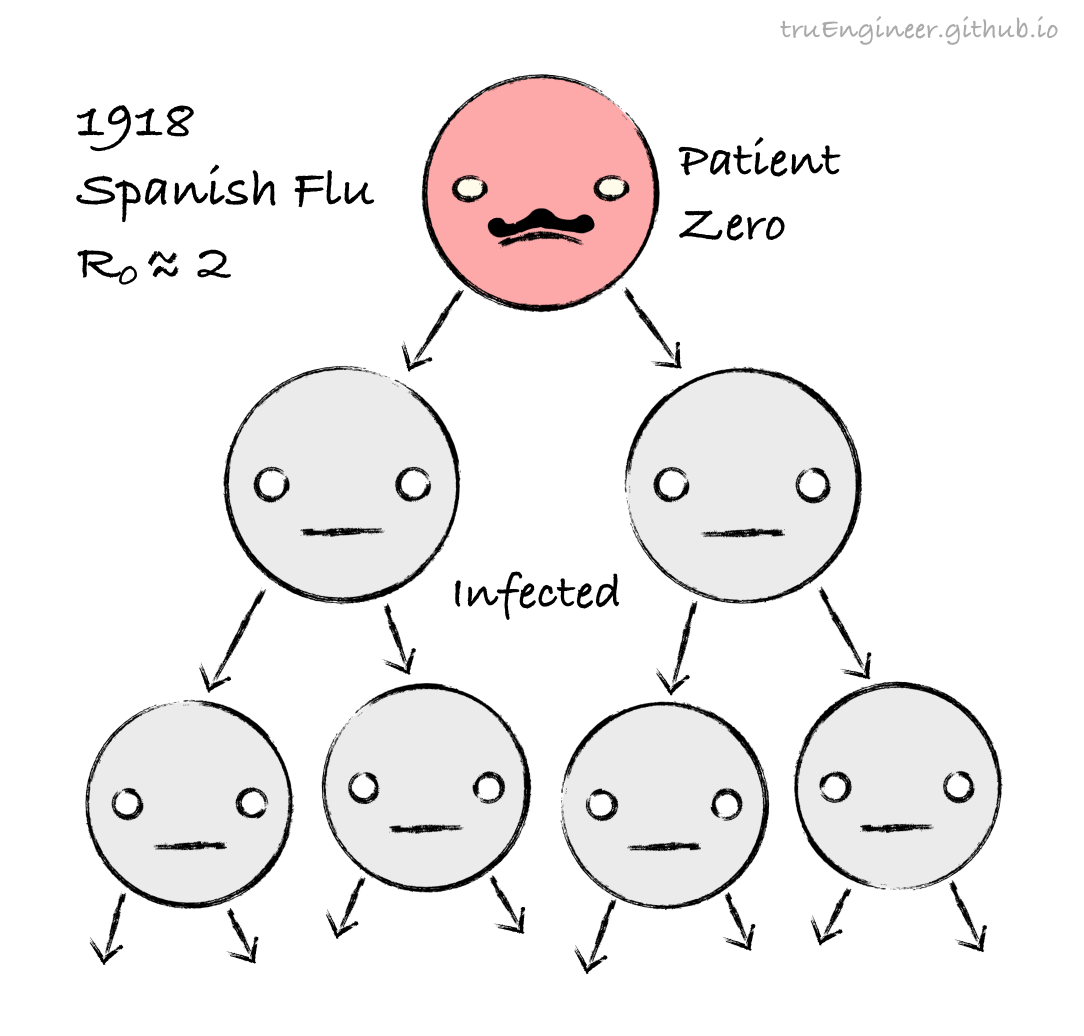 truEngineer.github.io
1918
Spanish Flu
R₀ ≈ 2
Patient
Zero
Infected